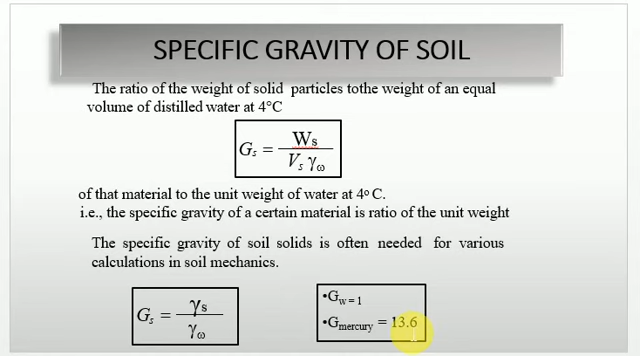 SPECIFIC GRAVITY OF SOIL
The ratio of the weight of solid particles tothe weight of an equal
volume of distilled water at 4°C
Gs = Ws / Vs γω
of that material to the unit weight of water at 4° C.
i.e., the specific gravity of a certain material is ratio of the unit weight
The specific gravity of soil solids is often needed for various
calculations in soil mechanics.
Gs = γs / γω
•Gw = 1
•Gmercury = 13.6